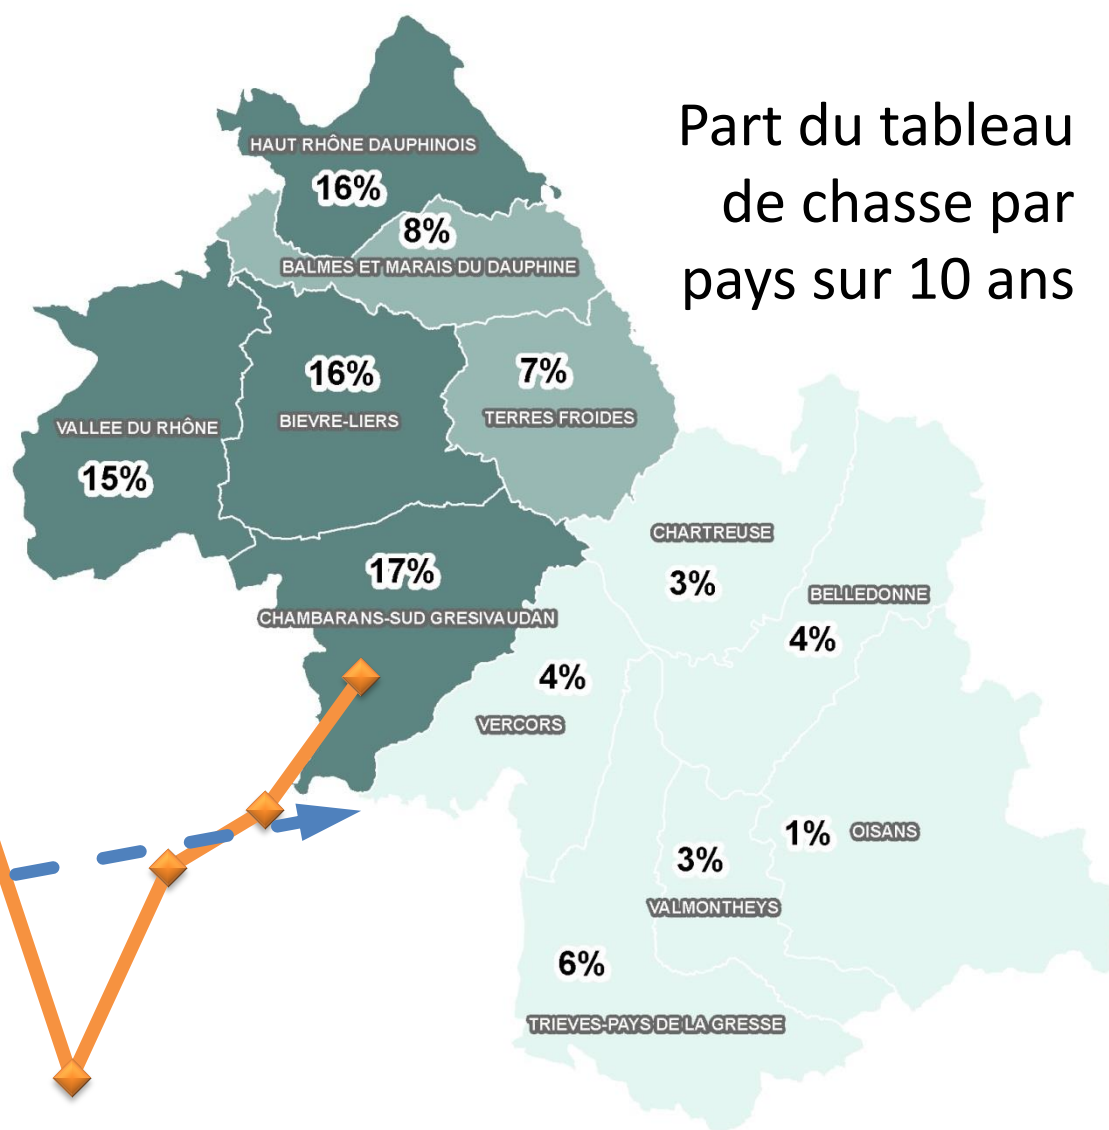 Part du tableau
de chasse par
pays sur 10 ans
HAUT RHÔNE DAUPHINOIS
16%
8%
BALMES ET MARAIS DU DAUPHINE
16%
BIEVRE-LIERS
7%
TERRES FROIDES
VALLEE DU RHÔNE
15%
CHARTREUSE
3%
17%
CHAMBARANS-SUD GRESIVAUDAN
BELLEDONNE
4%
4%
VERCORS
1% OISANS
3%
VALMONTHEYS
6%
TRIEVES-PAYS DE LA GRESSE